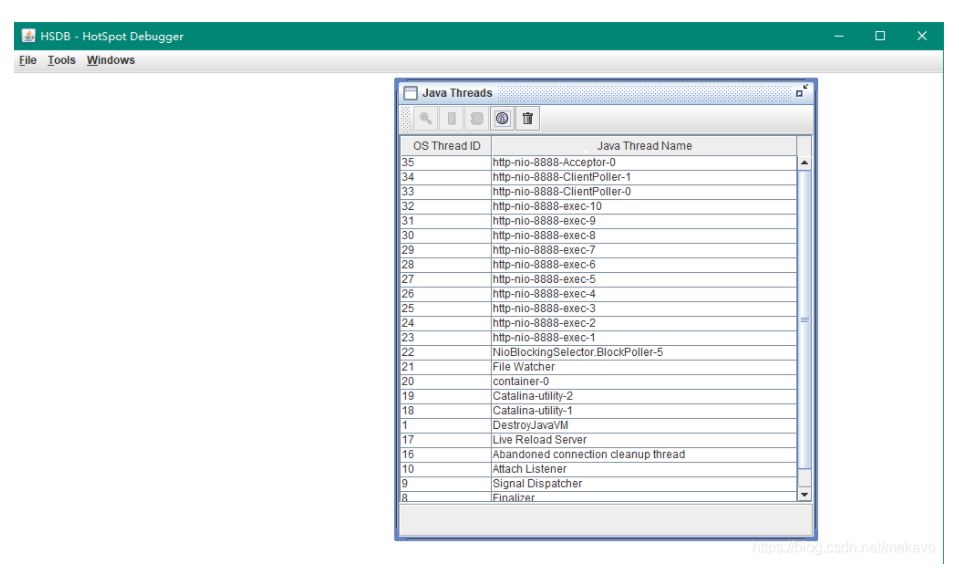 HSDB - HotSpot Debugger
File Tools Windows
Java Threads
OS Thread ID Java Thread Name
35 http-nio-8888-Acceptor-0
34 http-nio-8888-ClientPoller-1
33 http-nio-8888-ClientPoller-0
32 http-nio-8888-exec-10
31 http-nio-8888-exec-9
30 http-nio-8888-exec-8
29 http-nio-8888-exec-7
28 http-nio-8888-exec-6
27 http-nio-8888-exec-5
26 http-nio-8888-exec-4
25 http-nio-8888-exec-3
24 http-nio-8888-exec-2
23 http-nio-8888-exec-1
22 NioBlockingSelector.BlockPoller-5
21 File Watcher
20 container-0
19 Catalina-utility-2
18 Catalina-utility-1
1 DestroyJavaVM
17 Live Reload Server
16 Abandoned connection cleanup thread
10 Attach Listener
9 Signal Dispatcher
8 Finalizer
https://blog.csdn.net/mekave